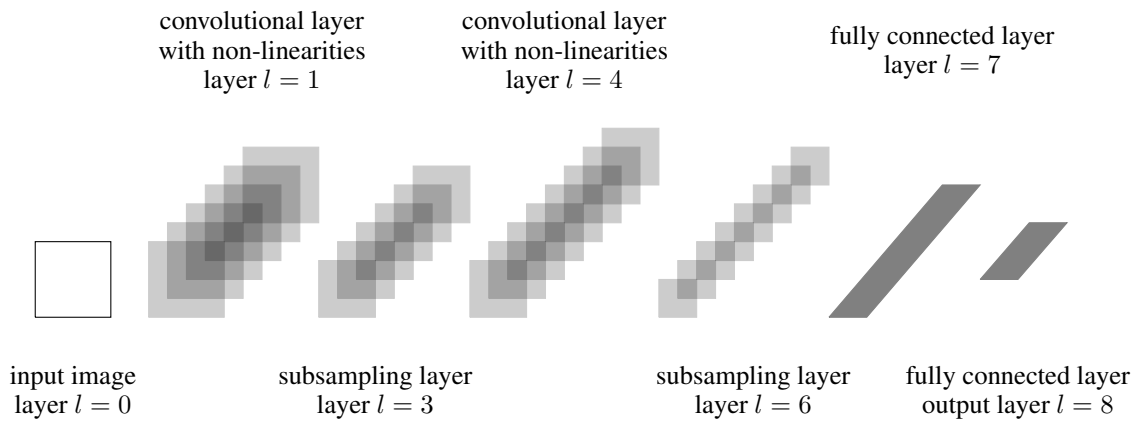 convolutional layer
with non-linearities
layer l = 1
convolutional layer
with non-linearities
layer l = 4
fully connected layer
layer l = 7
input image
layer l = 0
subsampling layer
layer l = 3
subsampling layer
layer l = 6
fully connected layer
output layer l = 8